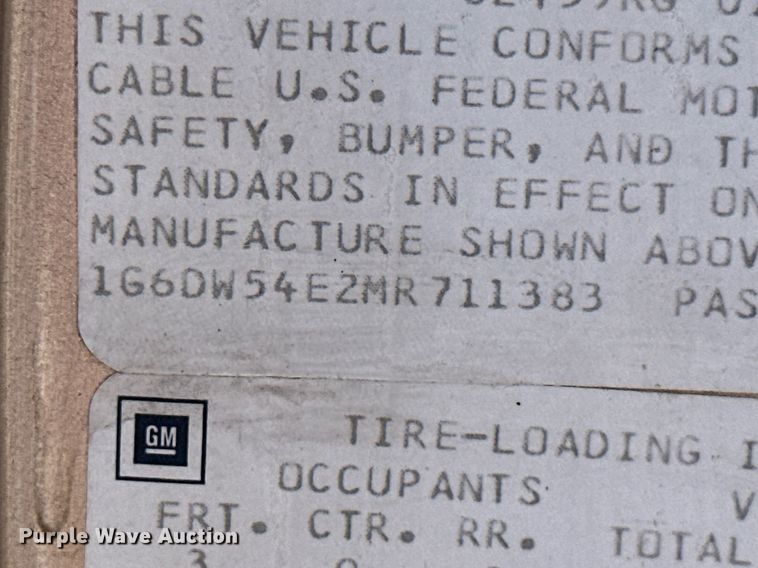 THIS VEHICLE CONFORMS
CABLE U.S. FEDERAL MOT
SAFETY, BUMPER, AND TH
STANDARDS IN EFFECT ON
MANUFACTURE SHOWN ABOV
1G6DW54E2MR711383 PAS
GM
TIRE-LOADING I
OCCUPANTS V
FRT. CTR. RR. TOTAL
3
Purple Wave Auction